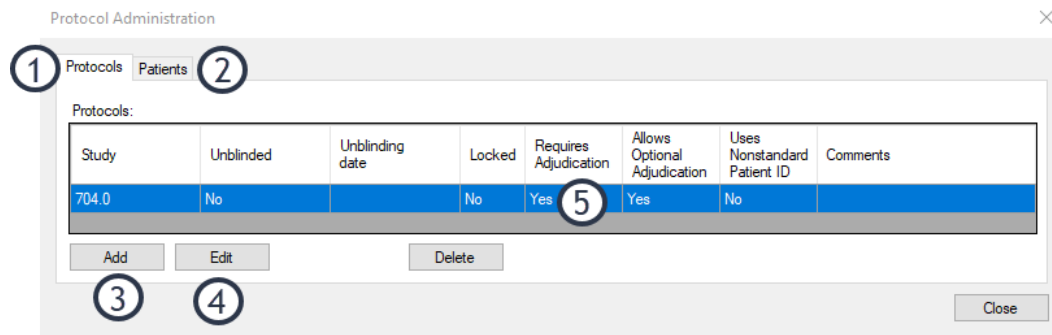 Protocol Administration
1 Protocols Patients 2
Protocols:
Study Unblinded Unblinding date Locked Requires Adjudication Allows Optional Adjudication Uses Nonstandard Patient ID Comments
704.0 No No Yes 5 Yes No
Add Edit Delete
3 4
Close